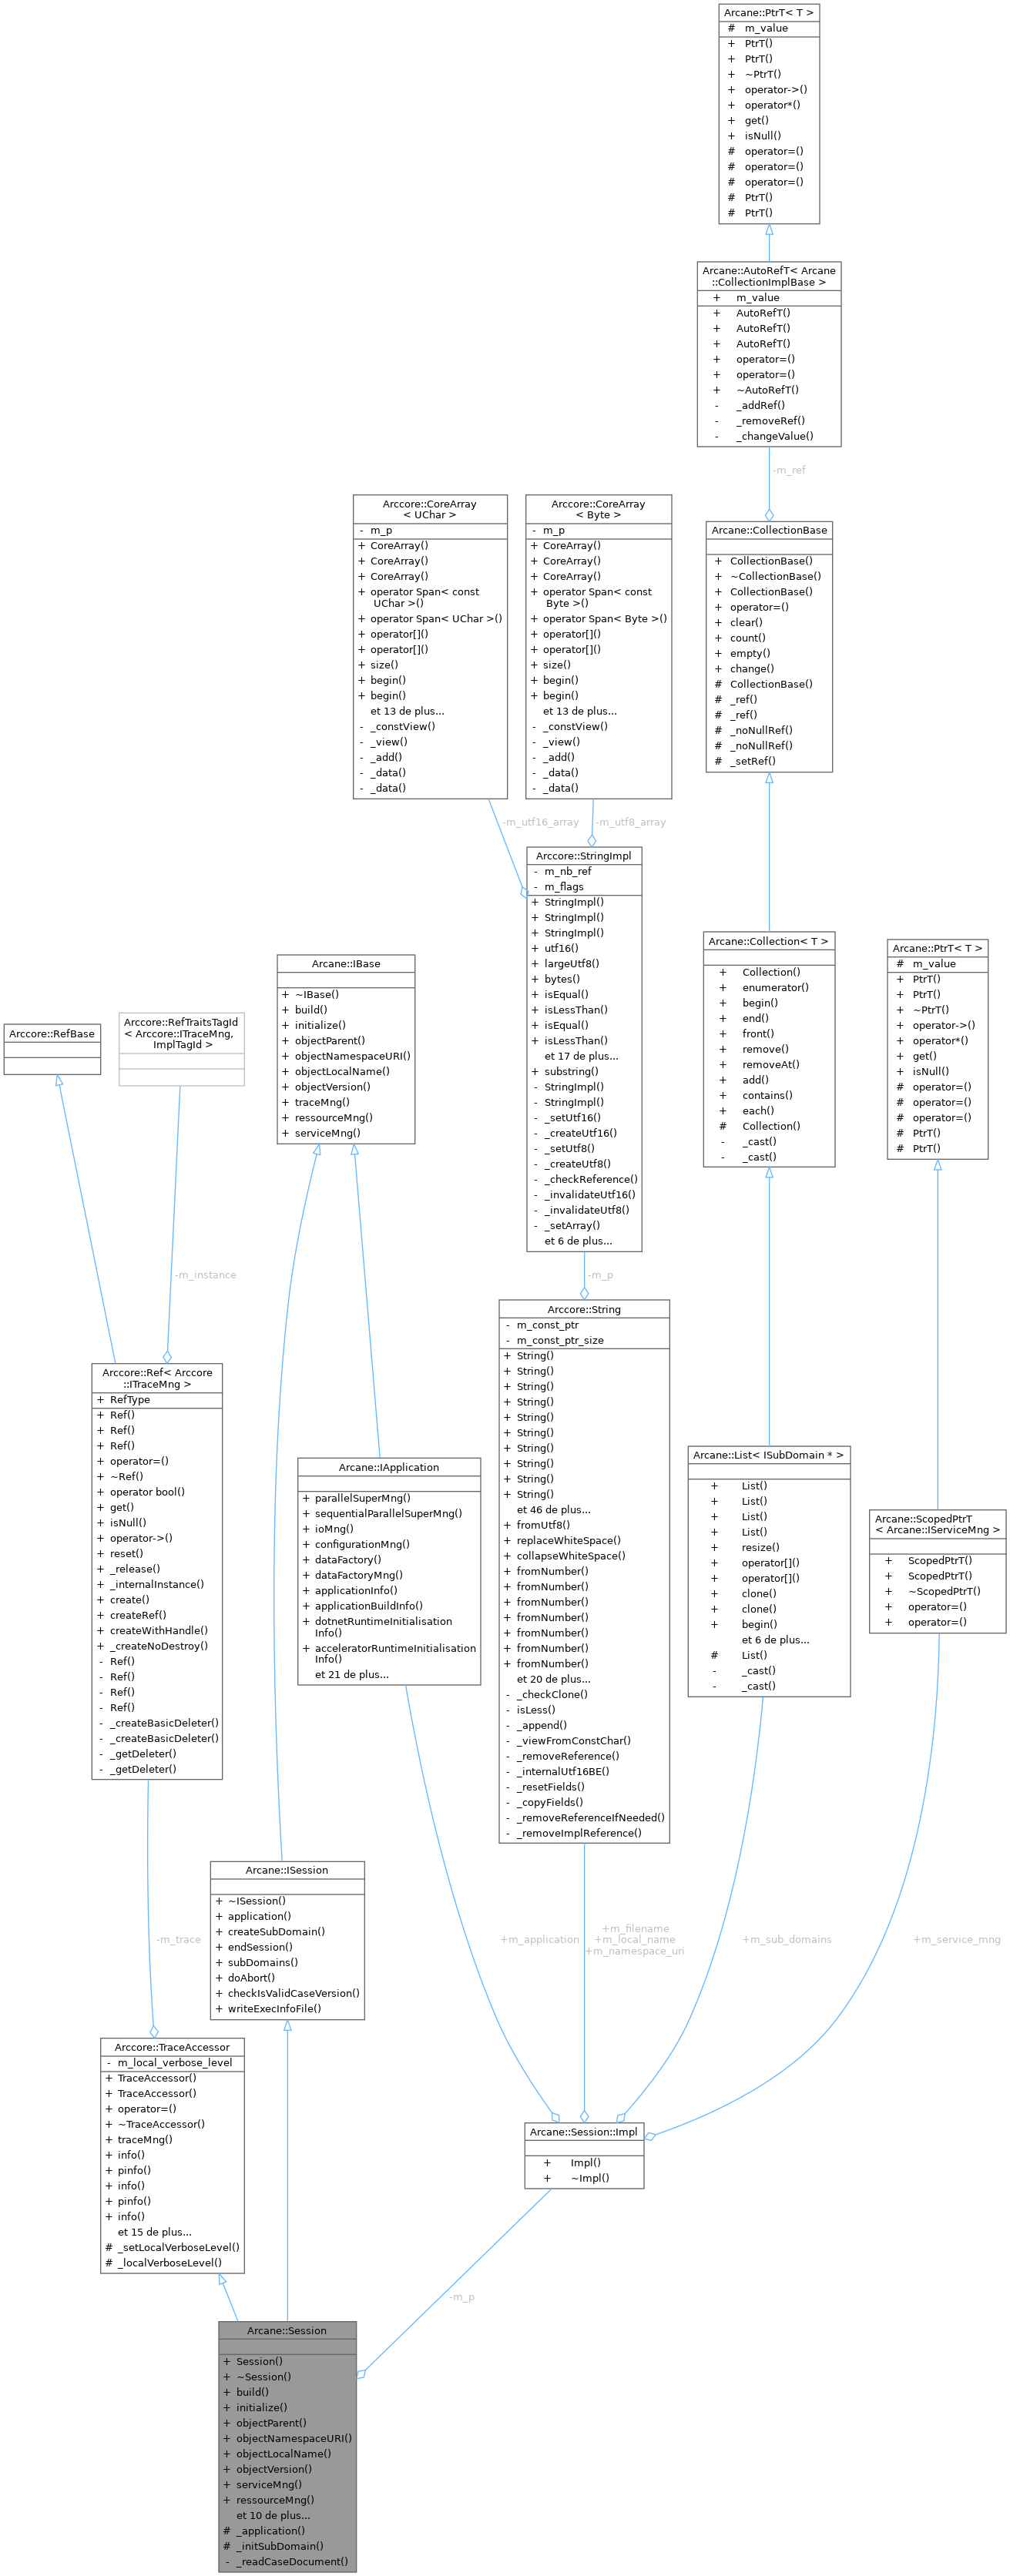 Arcane::PtrT< T >
# m_value
+ PtrT()
+ PtrT()
+ ~PtrT()
+ operator->()
+ operator*()
+ get()
+ isNull()
# operator=()
# operator=()
# operator=()
# PtrT()
# PtrT()
Arcane::AutoRefT< Arcane
::CollectionImplBase >
+ m_value
+ AutoRefT()
+ AutoRefT()
+ AutoRefT()
+ operator=()
+ operator=()
+ ~AutoRefT()
- _addRef()
- _removeRef()
- _changeValue()
-m_ref
Arccore::CoreArray
< UChar >
- m_p
+ CoreArray()
+ CoreArray()
+ CoreArray()
+ operator Span< const
UChar >()
+ operator Span< UChar >()
+ operator[]()
+ operator[]()
+ size()
+ begin()
+ begin()
et 13 de plus...
- _constView()
- _view()
- _add()
- _data()
- _data()
Arccore::CoreArray
< Byte >
- m_p
+ CoreArray()
+ CoreArray()
+ CoreArray()
+ operator Span< const
Byte >()
+ operator Span< Byte >()
+ operator[]()
+ operator[]()
+ size()
+ begin()
+ begin()
et 13 de plus...
- _constView()
- _view()
- _add()
- _data()
- _data()
Arcane::CollectionBase
+ CollectionBase()
+ ~CollectionBase()
+ CollectionBase()
+ operator=()
+ clear()
+ count()
+ empty()
+ change()
# CollectionBase()
# _ref()
# _ref()
# _noNullRef()
# _noNullRef()
# _setRef()
-m_utf16_array
-m_utf8_array
Arccore::StringImpl
- m_nb_ref
- m_flags
+ StringImpl()
+ StringImpl()
+ StringImpl()
+ utf16()
+ largeUtf8()
+ bytes()
+ isEqual()
+ isLessThan()
+ isEqual()
+ isLessThan()
et 17 de plus...
+ substring()
- StringImpl()
- StringImpl()
- _setUtf16()
- _createUtf16()
- _setUtf8()
- _createUtf8()
- _checkReference()
- _invalidateUtf16()
- _invalidateUtf8()
- _setArray()
et 6 de plus...
Arcane::Collection< T >
+ Collection()
+ enumerator()
+ begin()
+ end()
+ front()
+ remove()
+ removeAt()
+ add()
+ contains()
+ each()
# Collection()
- _cast()
- _cast()
Arcane::PtrT< T >
# m_value
+ PtrT()
+ PtrT()
+ ~PtrT()
+ operator->()
+ operator*()
+ get()
+ isNull()
# operator=()
# operator=()
# operator=()
# PtrT()
# PtrT()
Arcane::IBase
+ ~IBase()
+ build()
+ initialize()
+ objectParent()
+ objectNamespaceURI()
+ objectLocalName()
+ objectVersion()
+ traceMng()
+ ressourceMng()
+ serviceMng()
Arccore::RefBase
Arccore::RefTraitsTagId
< Arccore::ITraceMng,
ImplTagId >
-m_instance
-m_p
Arccore::String
- m_const_ptr
- m_const_ptr_size
+ String()
+ String()
+ String()
+ String()
+ String()
+ String()
+ String()
+ String()
+ String()
+ String()
et 46 de plus...
+ fromUtf8()
+ replaceWhiteSpace()
+ collapseWhiteSpace()
+ fromNumber()
+ fromNumber()
+ fromNumber()
+ fromNumber()
+ fromNumber()
+ fromNumber()
+ fromNumber()
et 20 de plus...
- _checkClone()
- isLess()
- _append()
- _viewFromConstChar()
- _removeReference()
- _internalUtf16BE()
- _resetFields()
- _copyFields()
- _removeReferenceIfNeeded()
- _removeImplReference()
Arccore::Ref< Arccore
::ITraceMng >
+ RefType
+ Ref()
+ Ref()
+ Ref()
+ operator=()
+ ~Ref()
+ operator bool()
+ get()
+ isNull()
+ operator->()
+ reset()
+ _release()
+ _internalInstance()
+ create()
+ createRef()
+ createWithHandle()
+ _createNoDestroy()
- Ref()
- Ref()
- Ref()
- Ref()
- _createBasicDeleter()
- _createBasicDeleter()
- _getDeleter()
- _getDeleter()
Arcane::IApplication
+ parallelSuperMng()
+ sequentialParallelSuperMng()
+ ioMng()
+ configurationMng()
+ dataFactory()
+ dataFactoryMng()
+ applicationInfo()
+ applicationBuildInfo()
+ dotnetRuntimeInitialisation
Info()
+ acceleratorRuntimeInitialisation
Info()
et 21 de plus...
Arcane::List< ISubDomain * >
+ List()
+ List()
+ List()
+ List()
+ resize()
+ operator[]()
+ operator[]()
+ clone()
+ clone()
+ begin()
et 6 de plus...
# List()
- _cast()
- _cast()
Arcane::ScopedPtrT
< Arcane::IServiceMng >
+ ScopedPtrT()
+ ScopedPtrT()
+ ~ScopedPtrT()
+ operator=()
+ operator=()
Arcane::ISession
+ ~ISession()
+ application()
+ createSubDomain()
+ endSession()
+ subDomains()
+ doAbort()
+ checkIsValidCaseVersion()
+ writeExecInfoFile()
-m_trace
+m_application
+m_filename
+m_local_name
+m_namespace_uri
+m_sub_domains
+m_service_mng
Arccore::TraceAccessor
- m_local_verbose_level
+ TraceAccessor()
+ TraceAccessor()
+ operator=()
+ ~TraceAccessor()
+ traceMng()
+ info()
+ pinfo()
+ info()
+ pinfo()
+ info()
et 15 de plus...
# _setLocalVerboseLevel()
# _localVerboseLevel()
Arcane::Session::Impl
+ Impl()
+ ~Impl()
-m_p
Arcane::Session
+ Session()
+ ~Session()
+ build()
+ initialize()
+ objectParent()
+ objectNamespaceURI()
+ objectLocalName()
+ objectVersion()
+ serviceMng()
+ ressourceMng()
et 10 de plus...
# _application()
# _initSubDomain()
- _readCaseDocument()